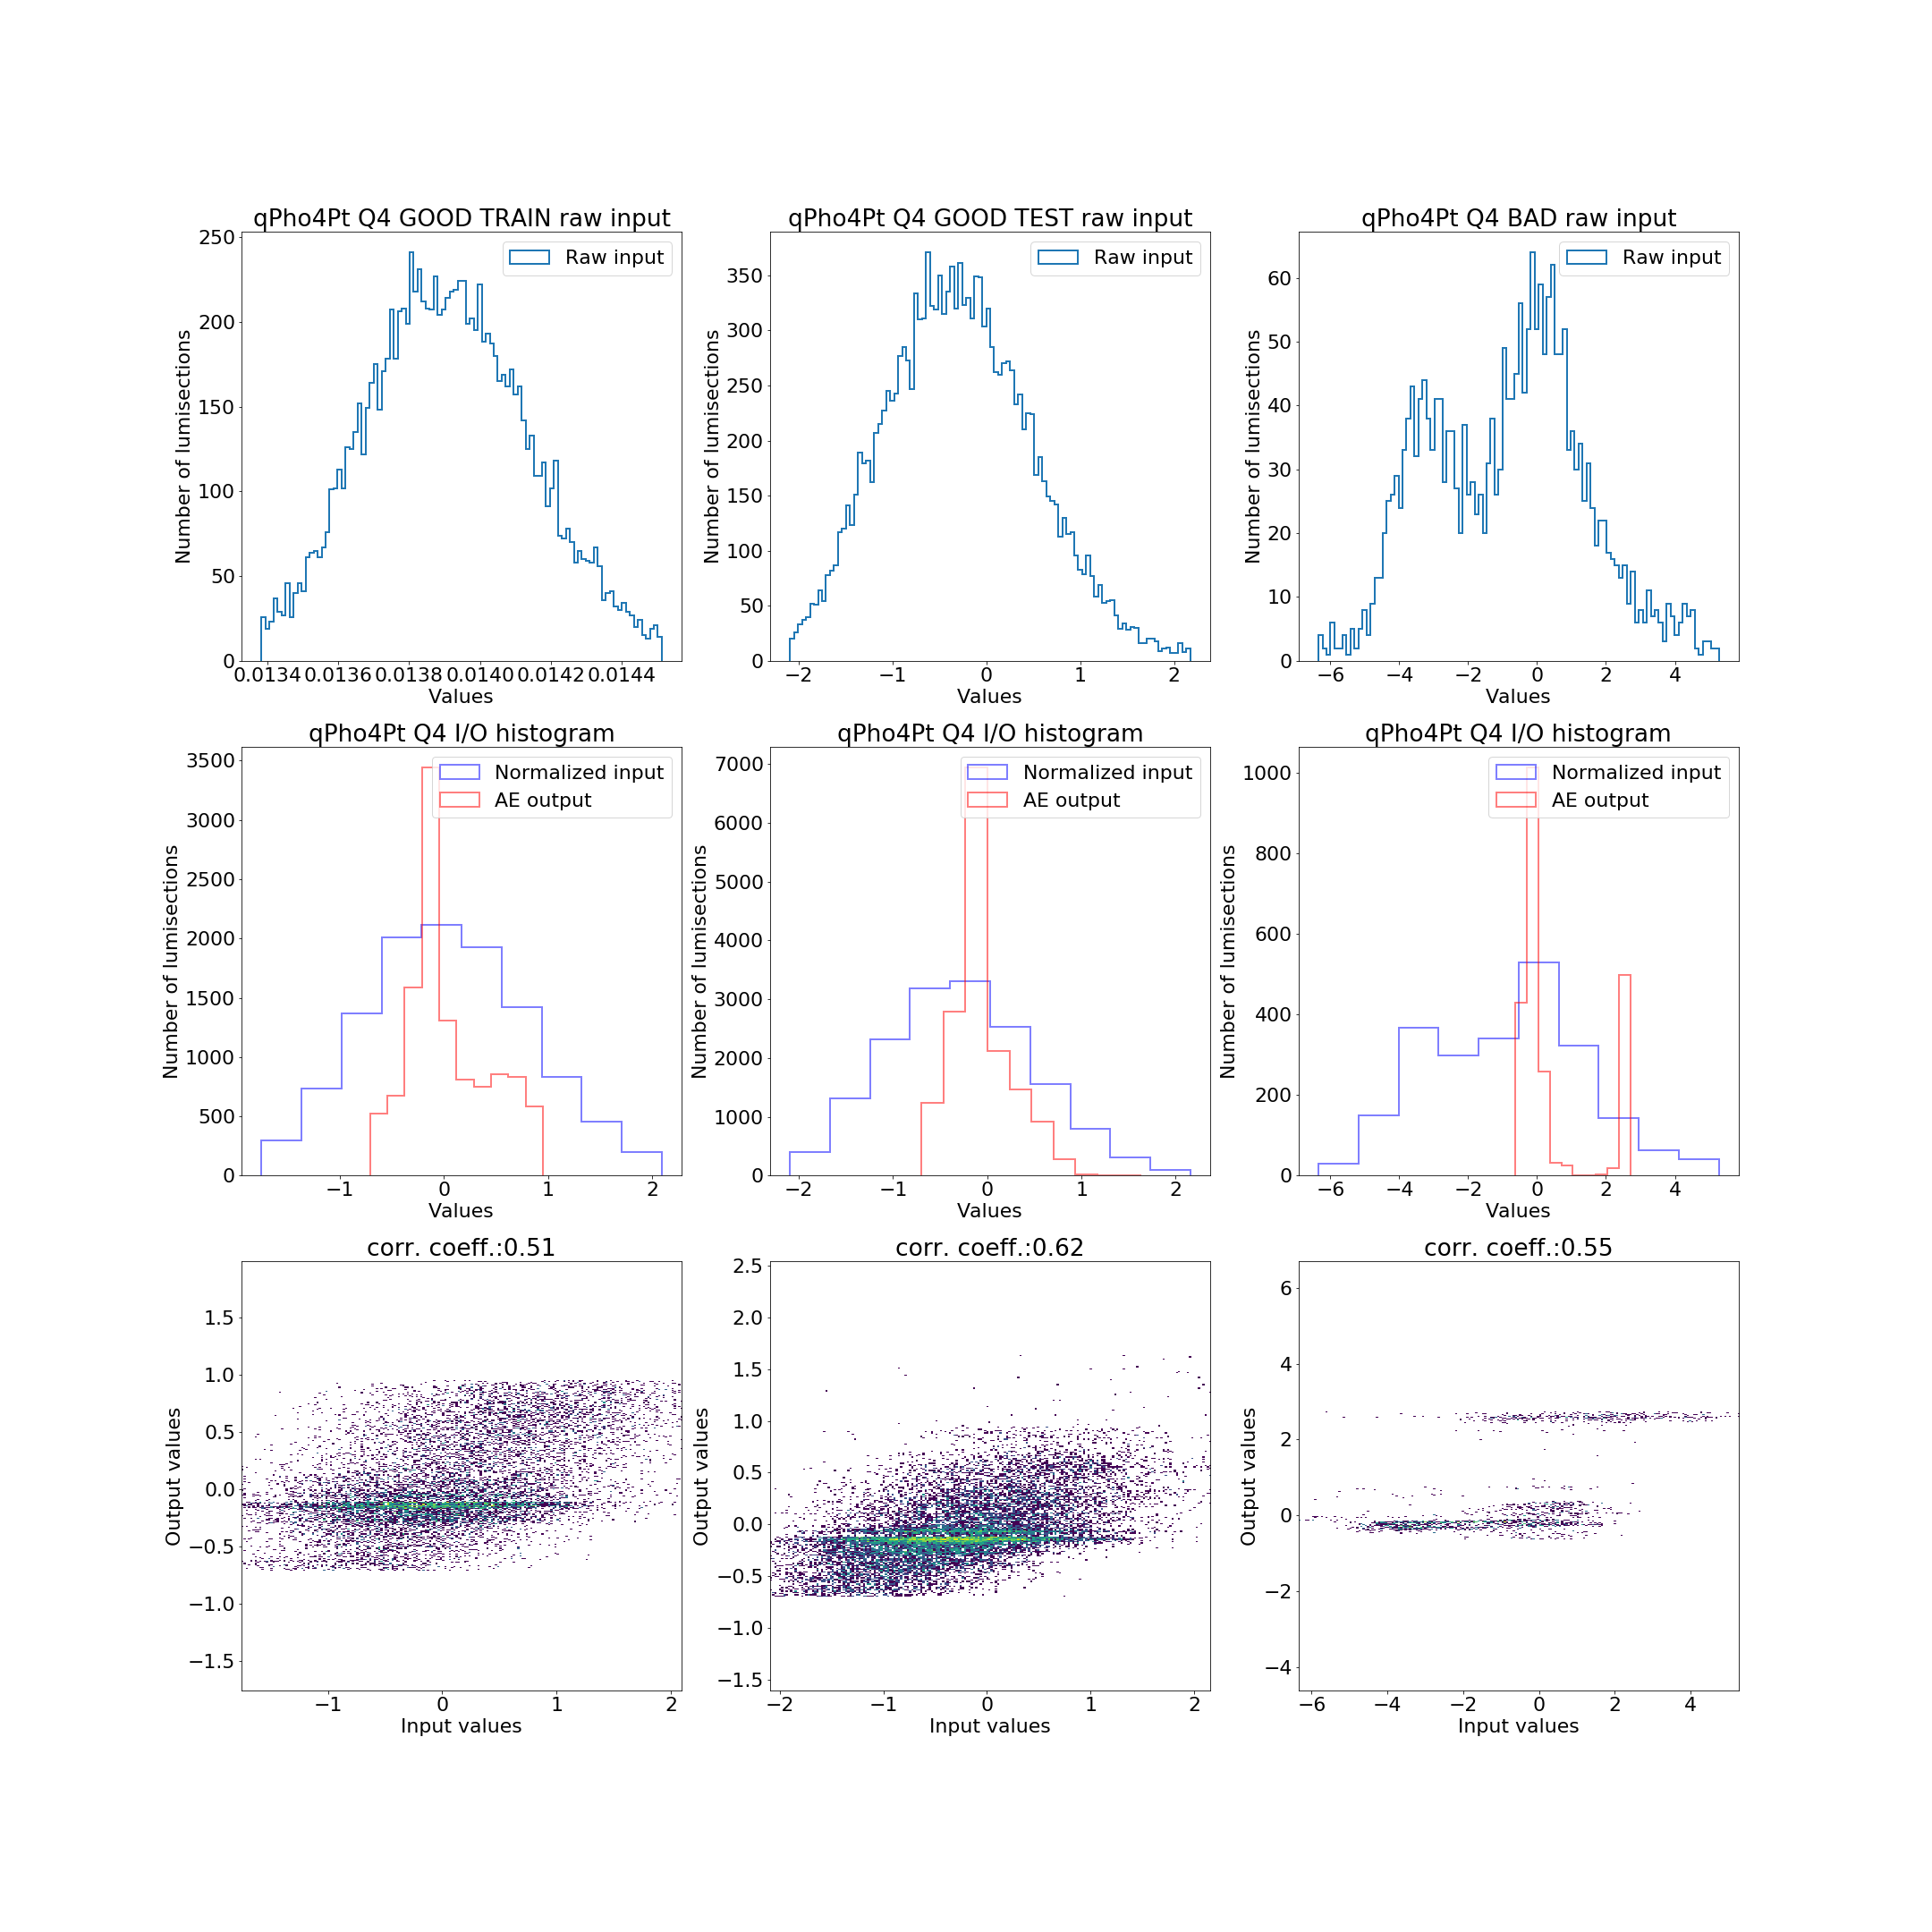 qPho4Pt Q4 GOOD TRAIN raw input
qPho4Pt Q4 GOOD TEST raw input
qPho4Pt Q4 BAD raw input
Number of lumisections
250
200
150
100
50
0
Raw input
0.0134 0.0136 0.0138 0.0140 0.0142 0.0144
Values
Number of lumisections
350
300
250
200
150
100
50
0
Raw input
−2 −1 0 1 2
Values
Number of lumisections
60
50
40
30
20
10
0
Raw input
−6 −4 −2 0 2 4
Values
qPho4Pt Q4 I/O histogram
qPho4Pt Q4 I/O histogram
qPho4Pt Q4 I/O histogram
Number of lumisections
3500
3000
2500
2000
1500
1000
500
0
Normalized input
AE output
−1 0 1 2
Values
Number of lumisections
7000
6000
5000
4000
3000
2000
1000
0
Normalized input
AE output
−2 −1 0 1 2
Values
Number of lumisections
1000
800
600
400
200
0
Normalized input
AE output
−6 −4 −2 0 2 4
Values
corr. coeff.:0.51
corr. coeff.:0.62
corr. coeff.:0.55
Output values
1.5
1.0
0.5
0.0
−0.5
−1.0
−1.5
−1 0 1 2
Input values
Output values
2.5
2.0
1.5
1.0
0.5
0.0
−0.5
−1.0
−1.5
−2 −1 0 1 2
Input values
Output values
6
4
2
0
−2
−4
−6 −4 −2 0 2 4
Input values